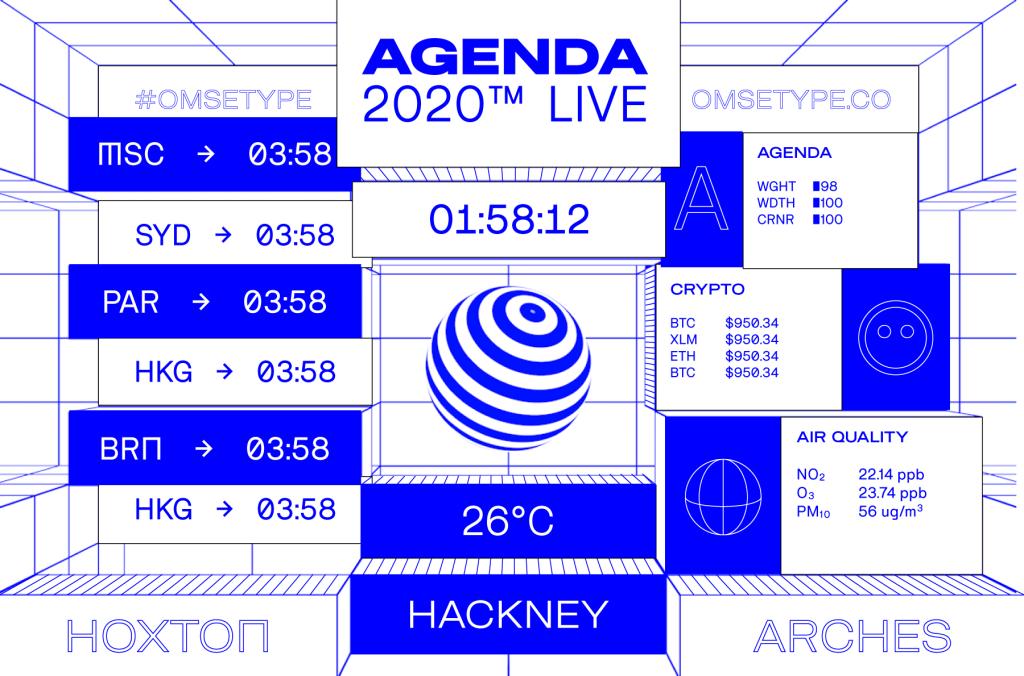 AGENDA
2020™ LIVE
#OMSETYPE
OMSETYPE.CO
MSC → 03:58
SYD → 03:58
PAR → 03:58
HKG → 03:58
BRΠ → 03:58
HKG → 03:58
01:58:12
26°C
HACKNEY
A
AGENDA
WGHT 98
WDTH 100
CRNR 100
CRYPTO
BTC $950.34
XLM $950.34
ETH $950.34
BTC $950.34
AIR QUALITY
NO₂ 22.14 ppb
O₃ 23.74 ppb
PM₁₀ 56 ug/m³
HOXTOΠ
ARCHES